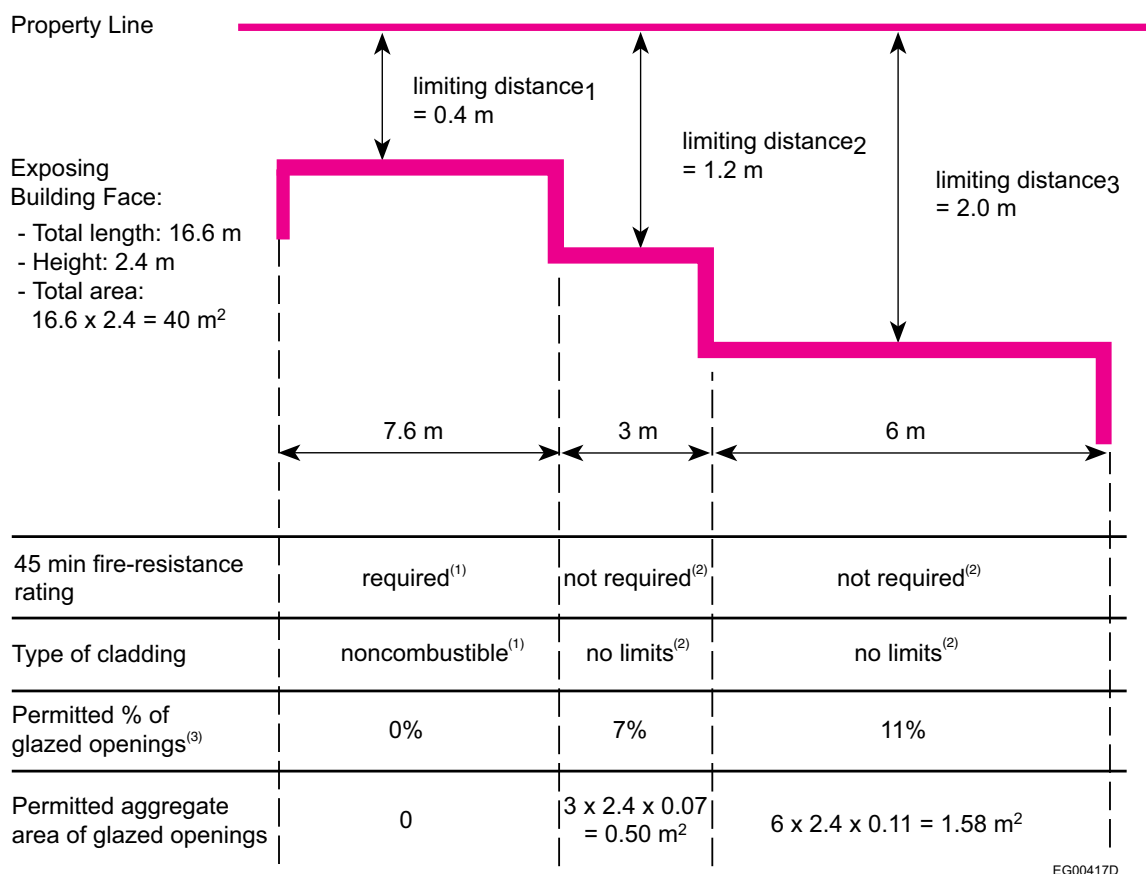 Property Line
limiting distance1
= 0.4 m
limiting distance2
= 1.2 m
limiting distance3
= 2.0 m
Exposing
Building Face:
- Total length: 16.6 m
- Height: 2.4 m
- Total area:
16.6 x 2.4 = 40 m2
7.6 m 3 m 6 m
45 min fire-resistance
rating
required(1) not required(2) not required(2)
Type of cladding noncombustible(1) no limits(2) no limits(2)
Permitted % of
glazed openings(3)
0% 7% 11%
Permitted aggregate
area of glazed openings
0
3 x 2.4 x 0.07
= 0.50 m2
6 x 2.4 x 0.11 = 1.58 m2
EG00417D